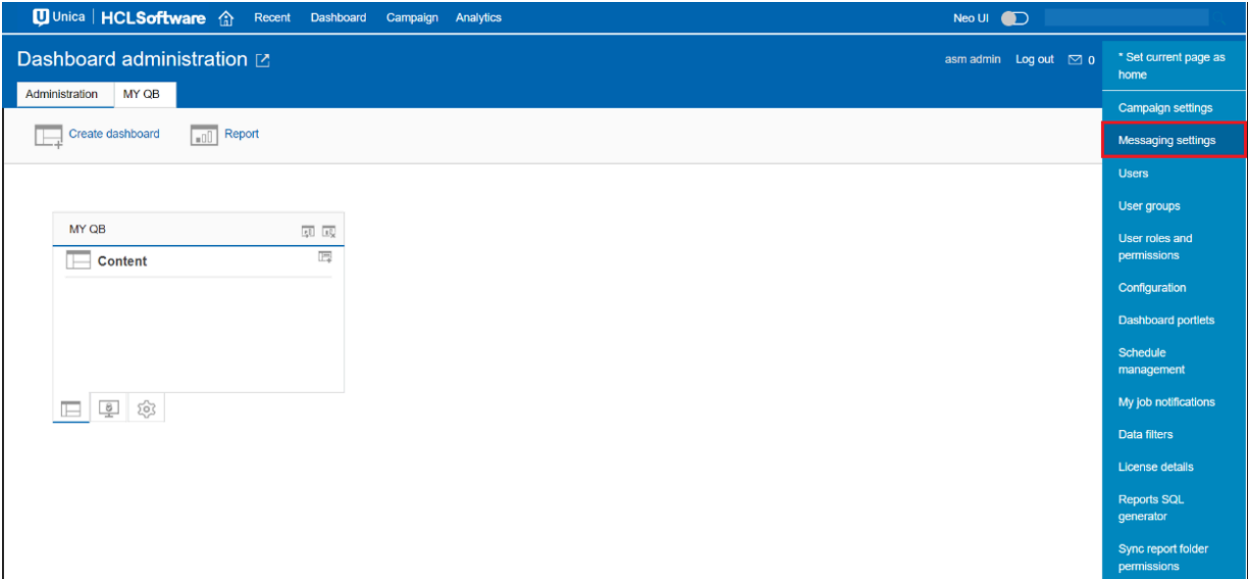 Unica HCLSoftware Recent Dashboard Campaign Analytics Neo UI
Dashboard administration asm admin Log out 0
Administration MY QB
Create dashboard Report
MY QB
Content
* Set current page as
home
Campaign settings
Messaging settings
Users
User groups
User roles and
permissions
Configuration
Dashboard portlets
Schedule
management
My job notifications
Data filters
License details
Reports SQL
generator
Sync report folder
permissions